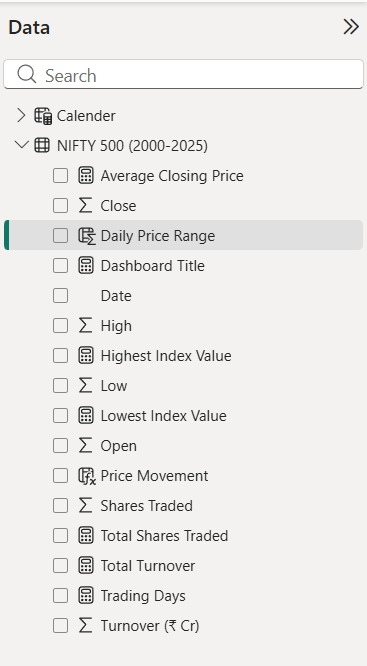 Data
Search
Calender
NIFTY 500 (2000-2025)
Average Closing Price
Close
Daily Price Range
Dashboard Title
Date
High
Highest Index Value
Low
Lowest Index Value
Open
Price Movement
Shares Traded
Total Shares Traded
Total Turnover
Trading Days
Turnover (₹ Cr)